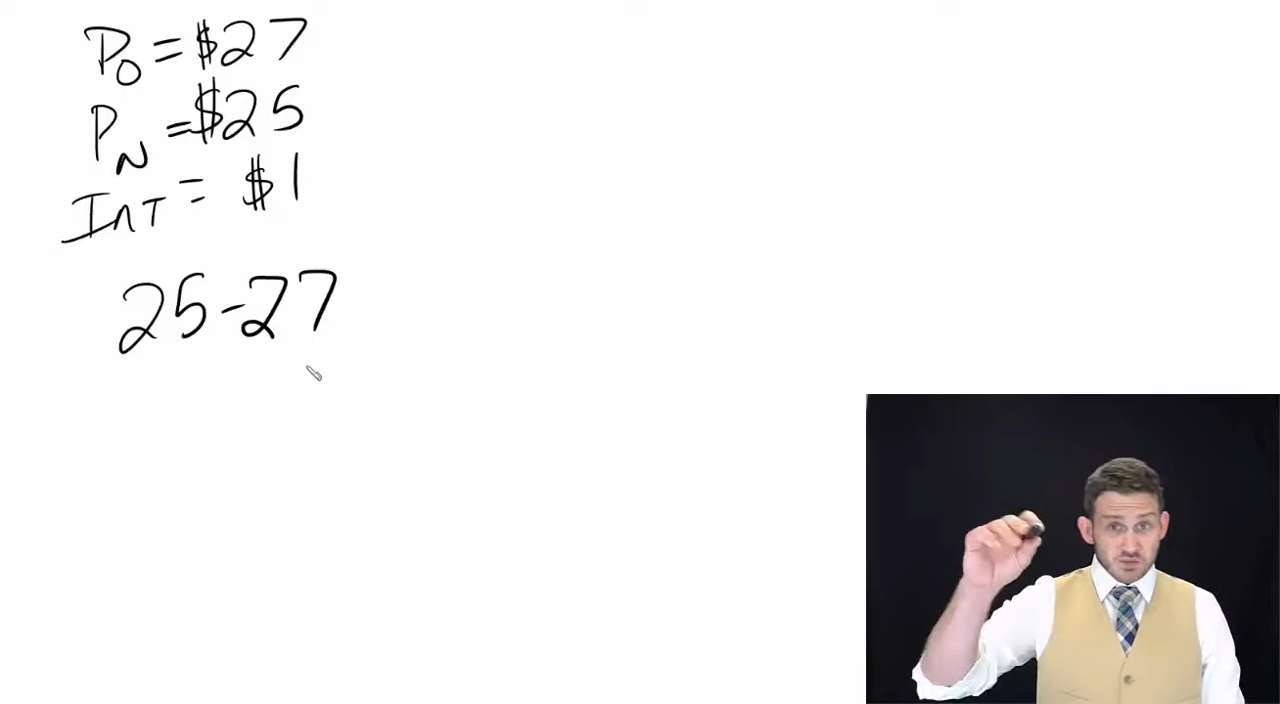 P₀ = $27
Pₙ = $25
Int = $1
25-27